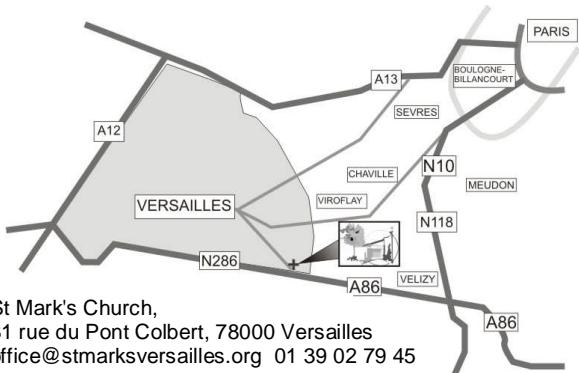 PARIS
BOULOGNE-
BILLANCOURT
A13
SEVRES
A12
N10
CHAVILLE
MEUDON
VERSAILLES
VIROFLAY
N118
N286
VELIZY
A86
A86
St Mark's Church,
31 rue du Pont Colbert, 78000 Versailles
office@stmarksversailles.org 01 39 02 79 45